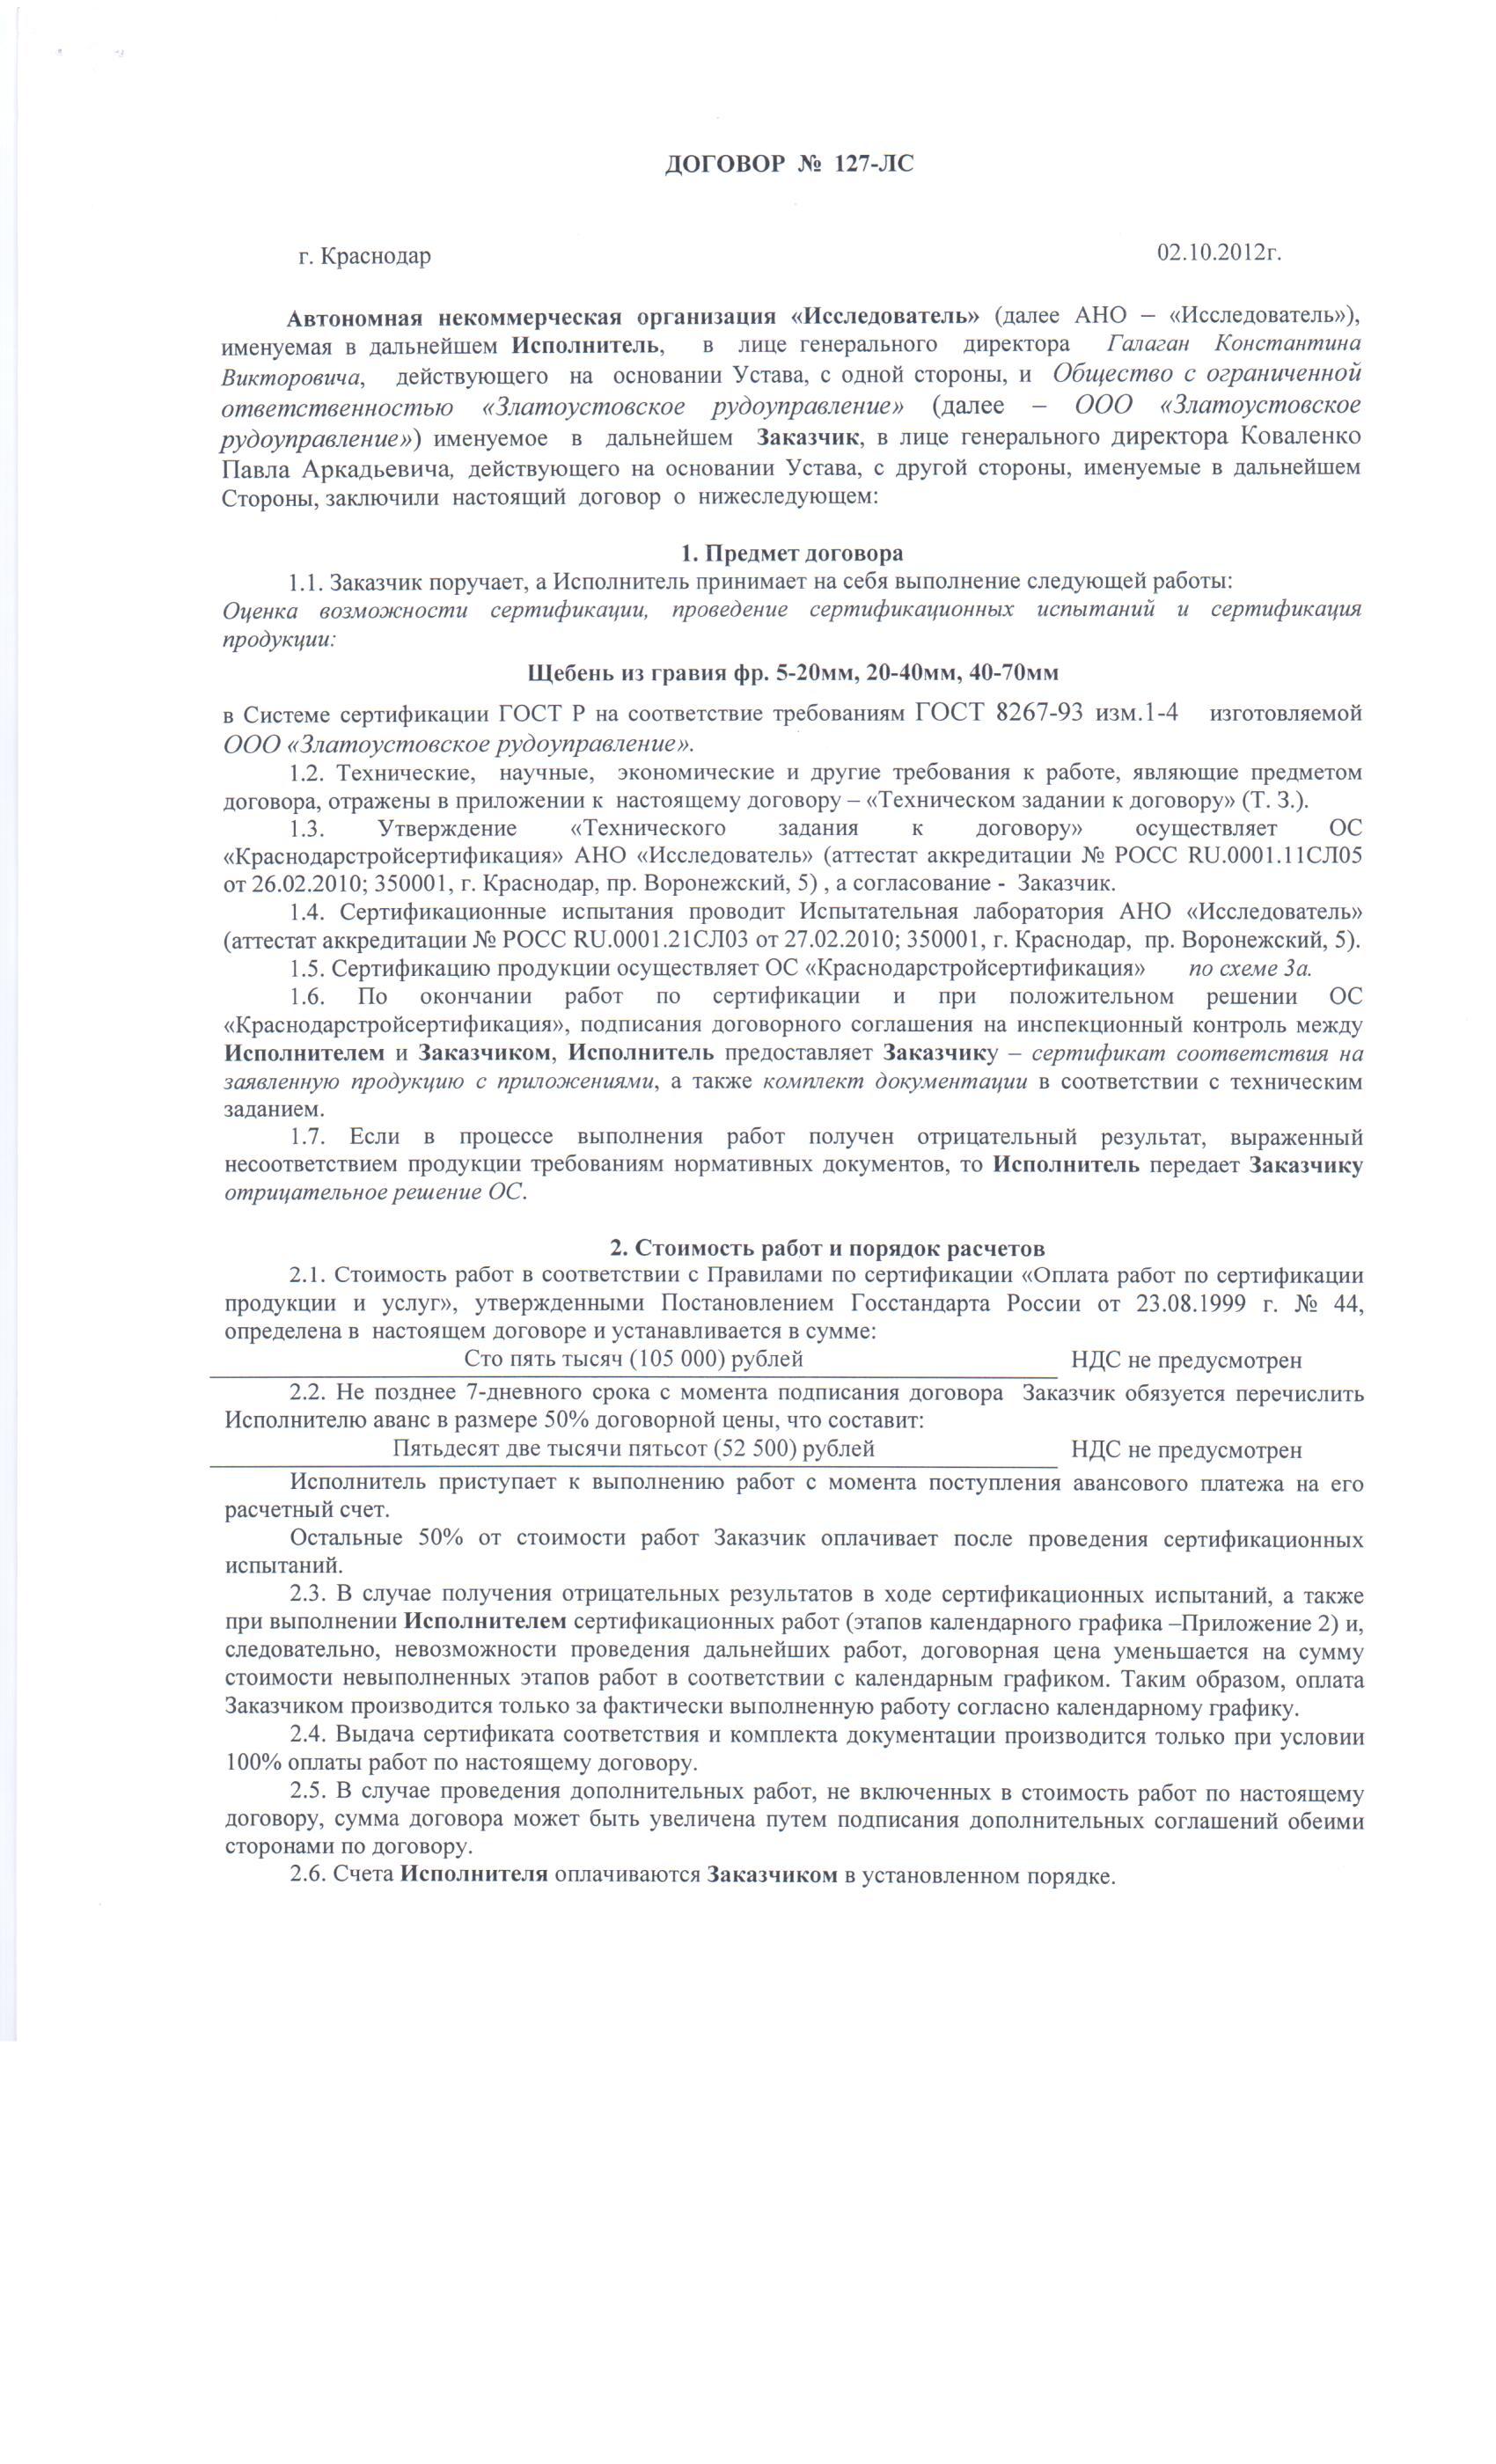 ДОГОВОР № 127-ЛС
г. Краснодар 02.10.2012г.
Автономная некоммерческая организация «Исследователь» (далее АНО – «Исследователь»),
именуемая в дальнейшем Исполнитель, в лице генерального директора Галаган Константина
Викторовича, действующего на основании Устава, с одной стороны, и Общество с ограниченной
ответственностью «Златоустовское рудоуправление» (далее – ООО «Златоустовское
рудоуправление») именуемое в дальнейшем Заказчик, в лице генерального директора Коваленко
Павла Аркадьевича, действующего на основании Устава, с другой стороны, именуемые в дальнейшем
Стороны, заключили настоящий договор о нижеследующем:
1. Предмет договора
1.1. Заказчик поручает, а Исполнитель принимает на себя выполнение следующей работы:
Оценка возможности сертификации, проведение сертификационных испытаний и сертификация
продукции:
Щебень из гравия фр. 5-20мм, 20-40мм, 40-70мм
в Системе сертификации ГОСТ Р на соответствие требованиям ГОСТ 8267-93 изм.1-4 изготовляемой
ООО «Златоустовское рудоуправление».
1.2. Технические, научные, экономические и другие требования к работе, являющие предметом
договора, отражены в приложении к настоящему договору – «Техническом задании к договору» (Т. З.).
1.3. Утверждение «Технического задания к договору» осуществляет ОС
«Краснодарстройсертификация» АНО «Исследователь» (аттестат аккредитации № РОСС RU.0001.11СЛ05
от 26.02.2010; 350001, г. Краснодар, пр. Воронежский, 5) , а согласование - Заказчик.
1.4. Сертификационные испытания проводит Испытательная лаборатория АНО «Исследователь»
(аттестат аккредитации № РОСС RU.0001.21СЛ03 от 27.02.2010; 350001, г. Краснодар, пр. Воронежский, 5).
1.5. Сертификацию продукции осуществляет ОС «Краснодарстройсертификация» по схеме 3а.
1.6. По окончании работ по сертификации и при положительном решении ОС
«Краснодарстройсертификация», подписания договорного соглашения на инспекционный контроль между
Исполнителем и Заказчиком, Исполнитель предоставляет Заказчику – сертификат соответствия на
заявленную продукцию с приложениями, а также комплект документации в соответствии с техническим
заданием.
1.7. Если в процессе выполнения работ получен отрицательный результат, выраженный
несоответствием продукции требованиям нормативных документов, то Исполнитель передает Заказчику
отрицательное решение ОС.
2. Стоимость работ и порядок расчетов
2.1. Стоимость работ в соответствии с Правилами по сертификации «Оплата работ по сертификации
продукции и услуг», утвержденными Постановлением Госстандарта России от 23.08.1999 г. № 44,
определена в настоящем договоре и устанавливается в сумме:
Сто пять тысяч (105 000) рублей НДС не предусмотрен
2.2. Не позднее 7-дневного срока с момента подписания договора Заказчик обязуется перечислить
Исполнителю аванс в размере 50% договорной цены, что составит:
Пятьдесят две тысячи пятьсот (52 500) рублей НДС не предусмотрен
Исполнитель приступает к выполнению работ с момента поступления авансового платежа на его
расчетный счет.
Остальные 50% от стоимости работ Заказчик оплачивает после проведения сертификационных
испытаний.
2.3. В случае получения отрицательных результатов в ходе сертификационных испытаний, а также
при выполнении Исполнителем сертификационных работ (этапов календарного графика –Приложение 2) и,
следовательно, невозможности проведения дальнейших работ, договорная цена уменьшается на сумму
стоимости невыполненных этапов работ в соответствии с календарным графиком. Таким образом, оплата
Заказчиком производится только за фактически выполненную работу согласно календарному графику.
2.4. Выдача сертификата соответствия и комплекта документации производится только при условии
100% оплаты работ по настоящему договору.
2.5. В случае проведения дополнительных работ, не включенных в стоимость работ по настоящему
договору, сумма договора может быть увеличена путем подписания дополнительных соглашений обеими
сторонами по договору.
2.6. Счета Исполнителя оплачиваются Заказчиком в установленном порядке.